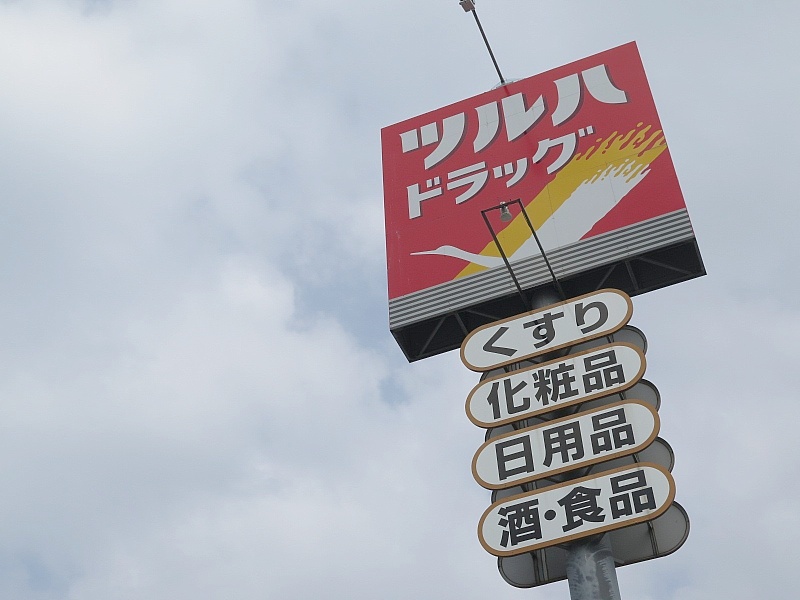 ツルハ
ドラッグ
くすり
化粧品
日用品
酒・食品